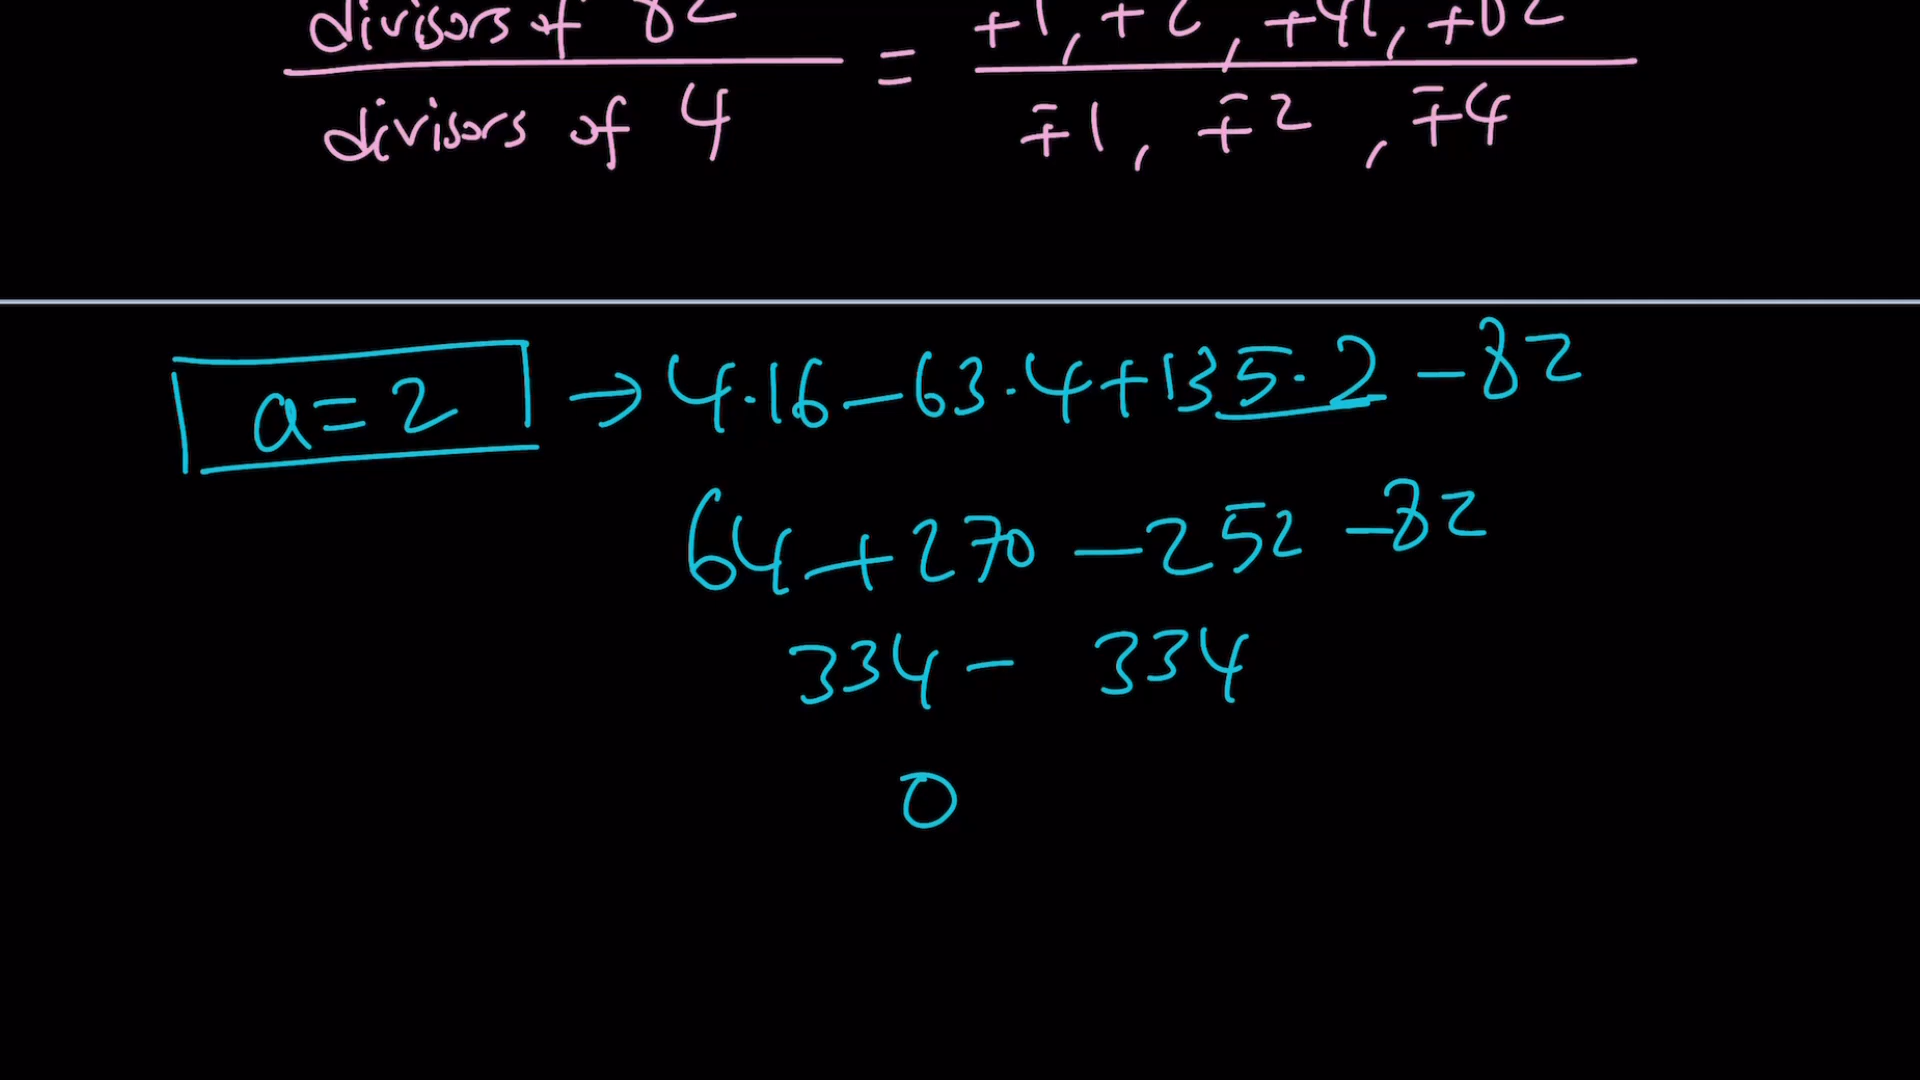 divisors of 82 = +1, +2, +41, +82
divisors of 4 ∓1, ∓2, ∓4
a=2 → 4·16-63·4+135·2-82
64+270-252-82
334- 334
0